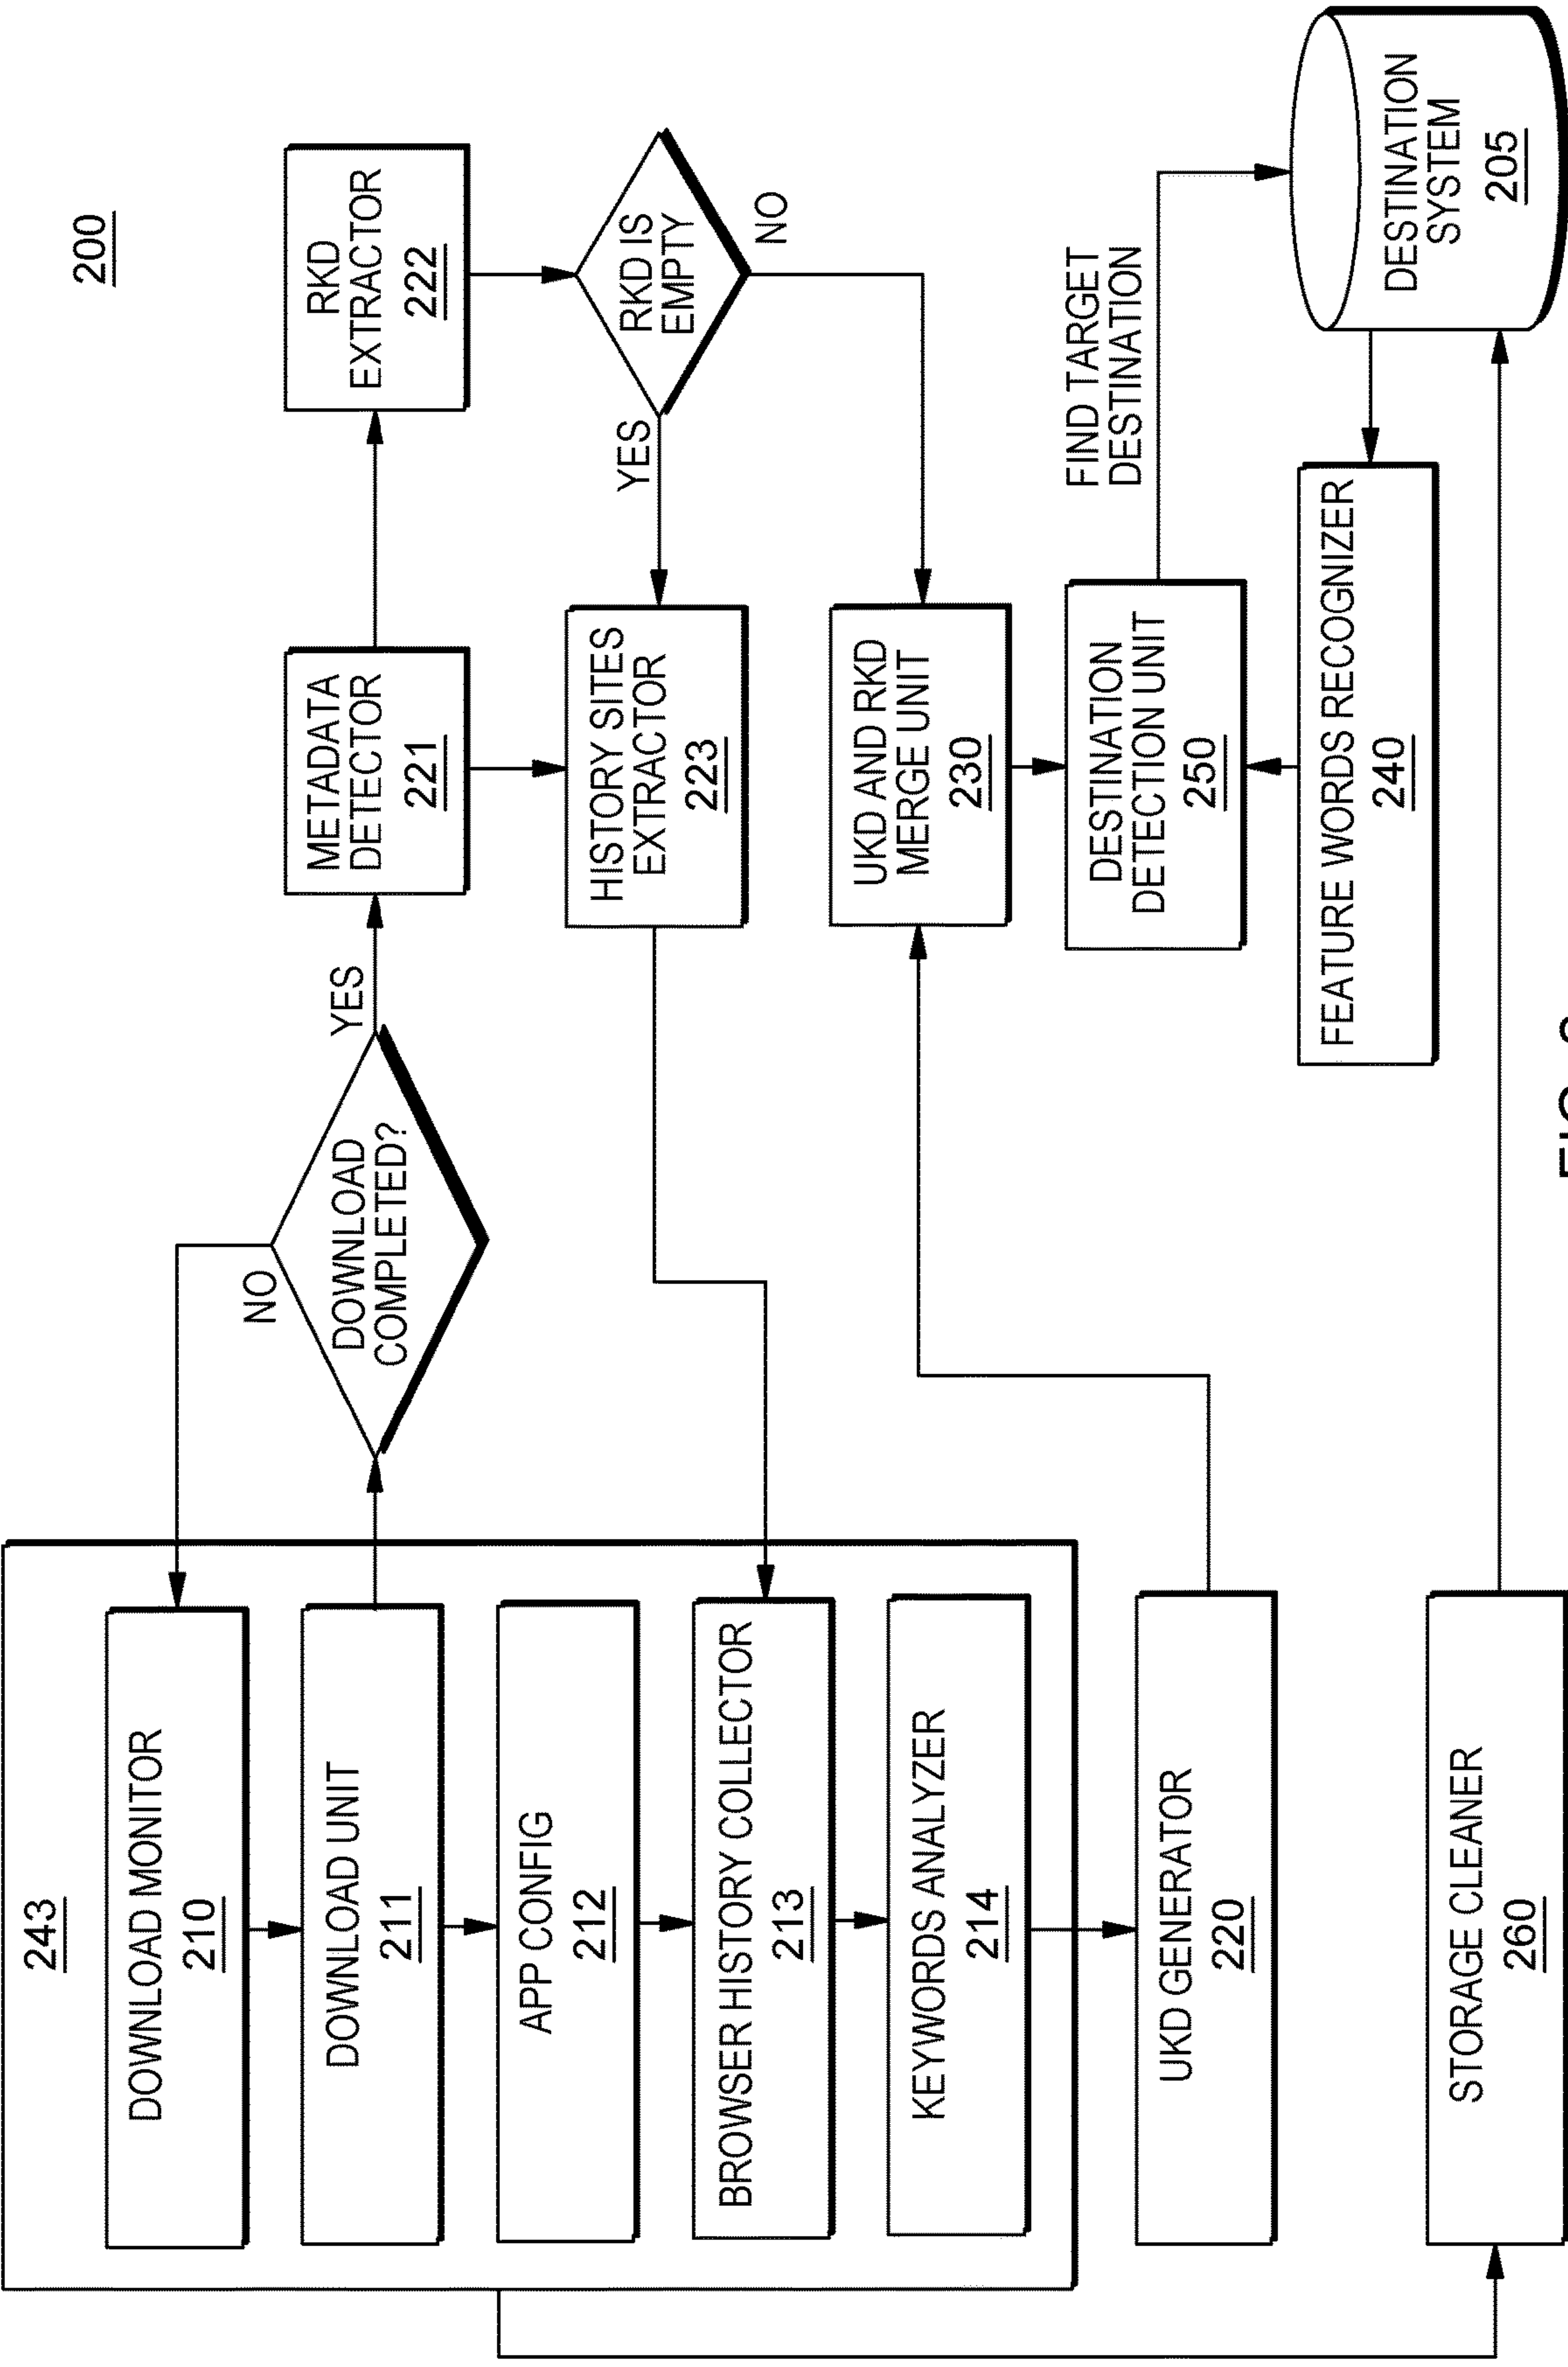 200
243
DOWNLOAD MONITOR
210
DOWNLOAD UNIT
211
APP CONFIG
212
BROWSER HISTORY COLLECTOR
213
KEYWORDS ANALYZER
214
UKD GENERATOR
220
STORAGE CLEANER
260
NO
DOWNLOAD
COMPLETED?
YES
METADATA
DETECTOR
221
RKD
EXTRACTOR
222
RKD IS
EMPTY
YES
NO
HISTORY SITES
EXTRACTOR
223
UKD AND RKD
MERGE UNIT
230
DESTINATION
DETECTION UNIT
250
FIND TARGET
DESTINATION
FEATURE WORDS RECOGNIZER
240
DESTINATION
SYSTEM
205